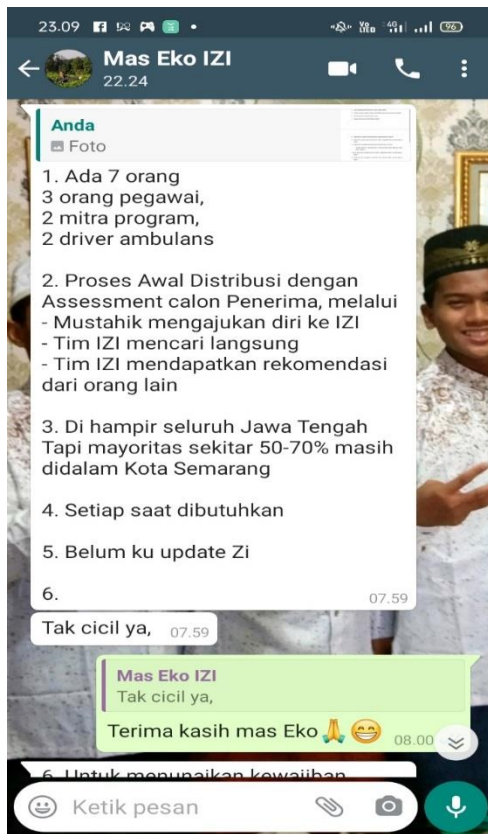 23.09
96
Mas Eko IZI
22.24
Anda
Foto
1. Ada 7 orang
3 orang pegawai,
2 mitra program,
2 driver ambulans
2. Proses Awal Distribusi dengan
Assessment calon Penerima, melalui
- Mustahik mengajukan diri ke IZI
- Tim IZI mencari langsung
- Tim IZI mendapatkan rekomendasi
dari orang lain
3. Di hampir seluruh Jawa Tengah
Tapi mayoritas sekitar 50-70% masih
didalam Kota Semarang
4. Setiap saat dibutuhkan
5. Belum ku update Zi
6.
07.59
Tak cicil ya,
07.59
Mas Eko IZI
Tak cicil ya,
Terima kasih mas Eko🙏😁
08.00
6. Untuk menunaikan kewajiban
Ketik pesan